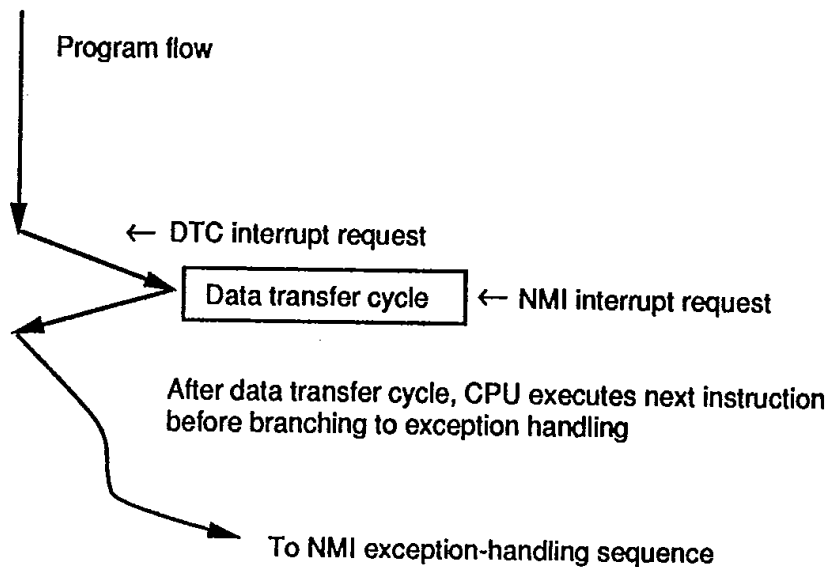 Program flow
← DTC interrupt request
Data transfer cycle
← NMI interrupt request
After data transfer cycle, CPU executes next instruction
before branching to exception handling
To NMI exception-handling sequence